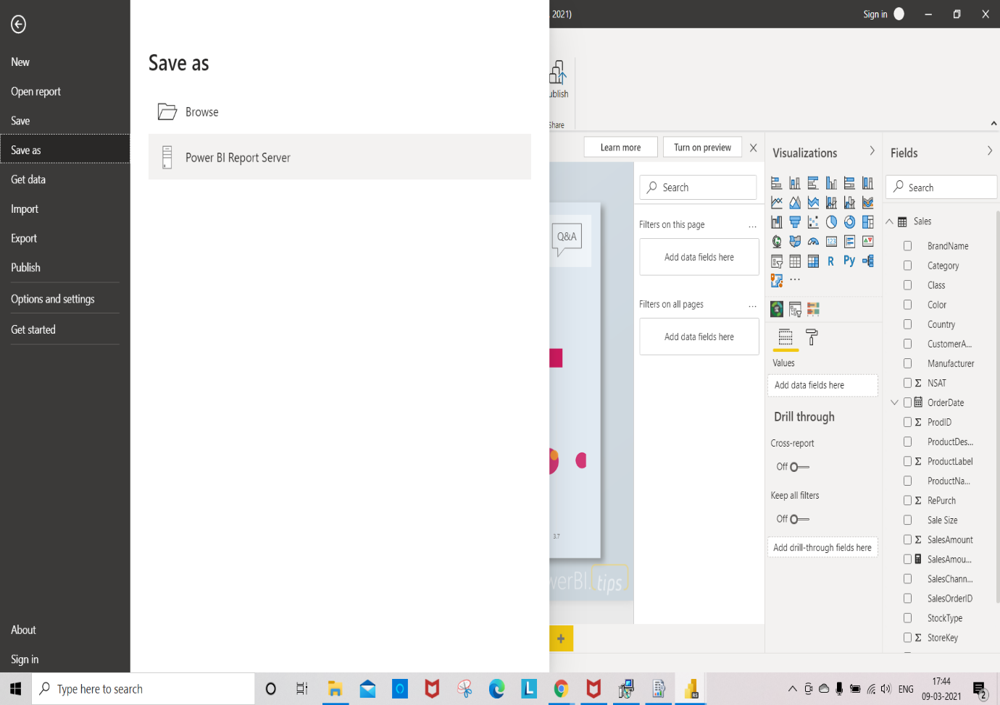 2021)
Sign in
New
Open report
Save
Save as
Get data
Import
Export
Publish
Options and settings
Get started
About
Sign in
Save as
Browse
Power BI Report Server
Share
Learn more
Turn on preview
Q&A
3.7
tips
Search
Filters on this page
...
Add data fields here
Filters on all pages
...
Add data fields here
Visualizations
123
R
Py
...
Values
Add data fields here
Drill through
Cross-report
Off
Keep all filters
Off
Add drill-through fields here
Fields
Search
Sales
BrandName
Category
Class
Color
Country
CustomerA...
Manufacturer
Σ NSAT
OrderDate
Σ ProdID
ProductDes...
Σ ProductLabel
ProductNa...
Σ RePurch
Sale Size
Σ SalesAmount
SalesAmou...
SalesChann...
SalesOrderID
StockType
Σ StoreKey
Type here to search
L
RS
ENG
17:44
09-03-2021
2